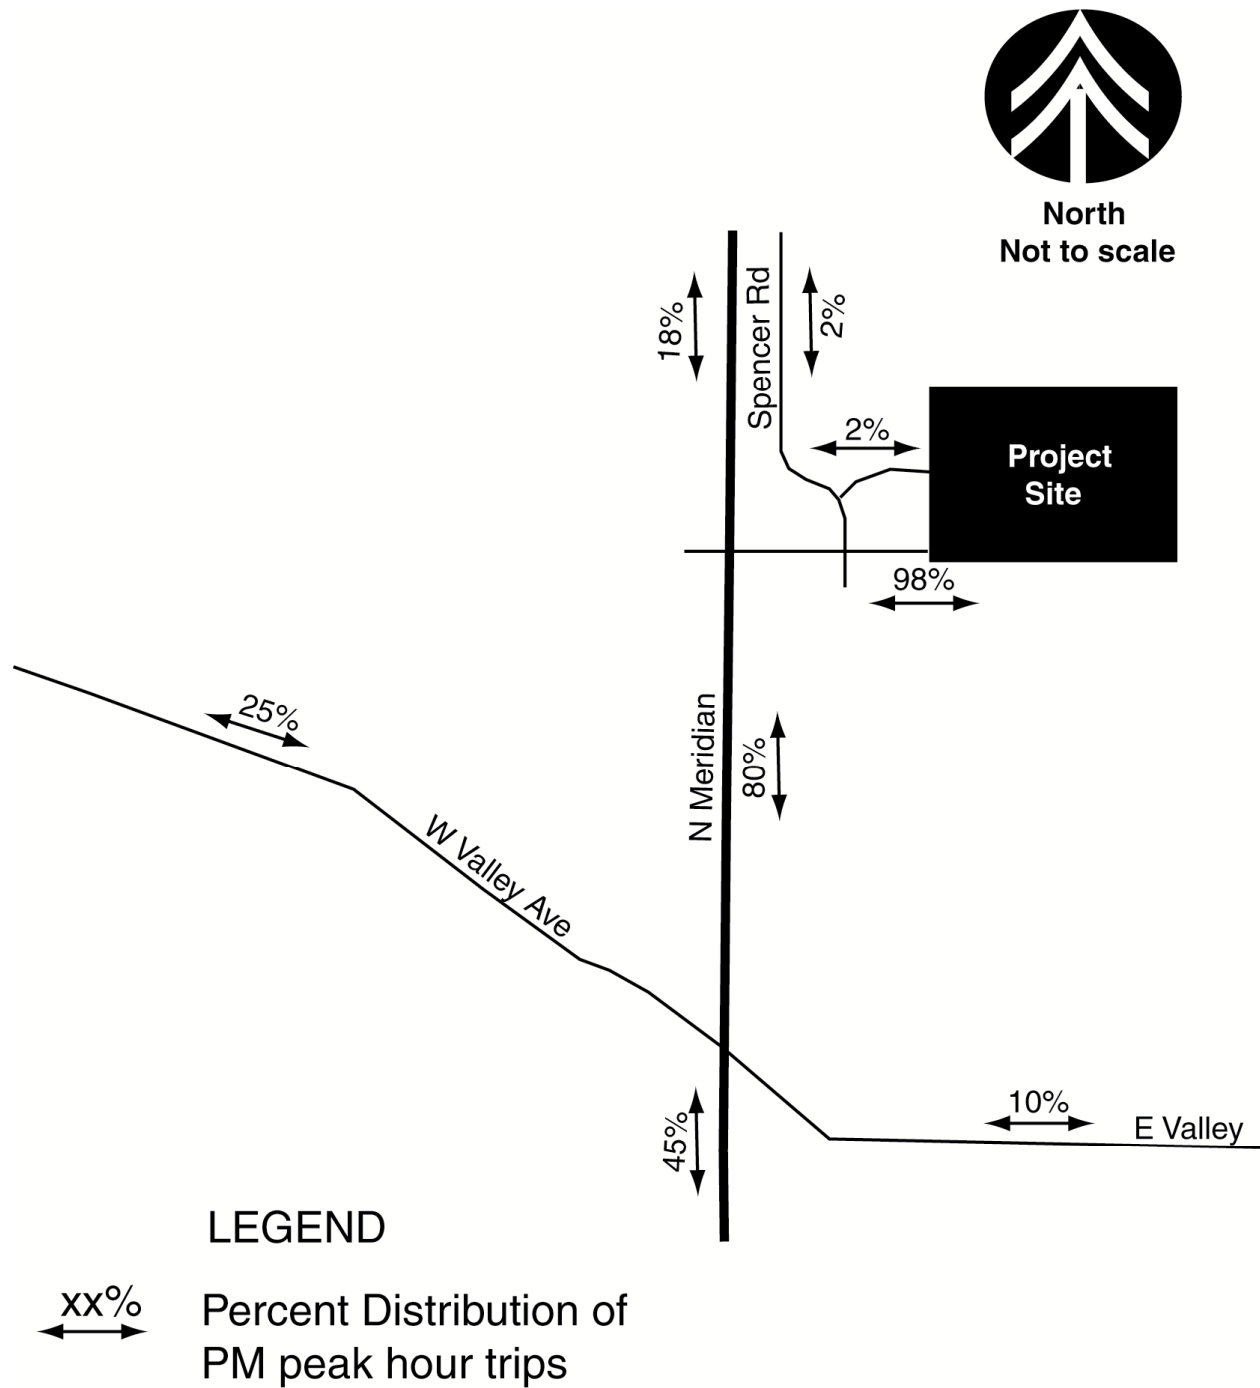 North
Not to scale
18%
Spencer Rd
2%
2%
Project
Site
98%
25%
N Meridian
80%
W Valley Ave
45%
10%
E Valley
LEGEND
xx%
Percent Distribution of
PM peak hour trips